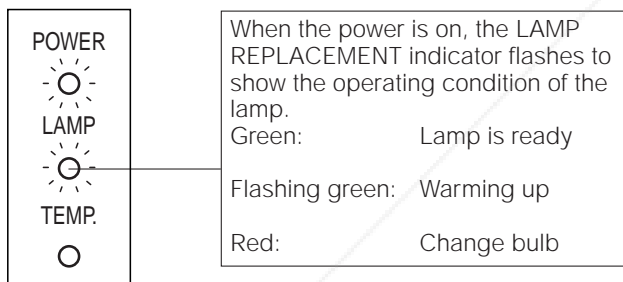 POWER
LAMP
TEMP.
When the power is on, the LAMP
REPLACEMENT indicator flashes to
show the operating condition of the
lamp.
Green: Lamp is ready
Flashing green: Warming up
Red: Change bulb